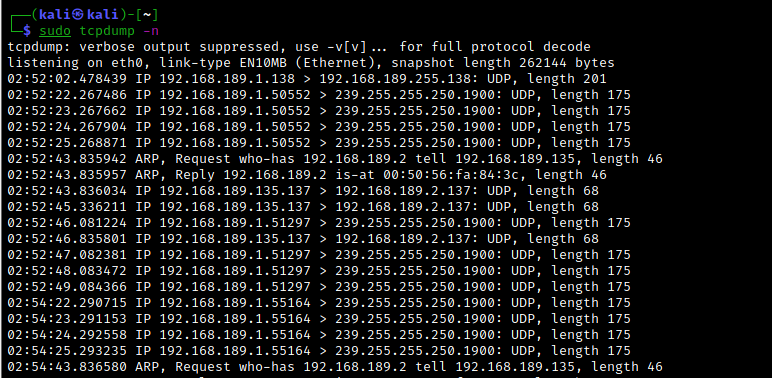 ┌──(kali㉿kali)-[~]
└─$ sudo tcpdump -n
tcpdump: verbose output suppressed, use -v[v]... for full protocol decode
listening on eth0, link-type EN10MB (Ethernet), snapshot length 262144 bytes
02:52:02.478439 IP 192.168.189.1.138 > 192.168.189.255.138: UDP, length 201
02:52:22.267486 IP 192.168.189.1.50552 > 239.255.255.250.1900: UDP, length 175
02:52:23.267662 IP 192.168.189.1.50552 > 239.255.255.250.1900: UDP, length 175
02:52:24.267904 IP 192.168.189.1.50552 > 239.255.255.250.1900: UDP, length 175
02:52:25.268871 IP 192.168.189.1.50552 > 239.255.255.250.1900: UDP, length 175
02:52:43.835942 ARP, Request who-has 192.168.189.2 tell 192.168.189.135, length 46
02:52:43.835957 ARP, Reply 192.168.189.2 is-at 00:50:56:fa:84:3c, length 46
02:52:43.836034 IP 192.168.189.135.137 > 192.168.189.2.137: UDP, length 68
02:52:45.336211 IP 192.168.189.135.137 > 192.168.189.2.137: UDP, length 68
02:52:46.081224 IP 192.168.189.1.51297 > 239.255.255.250.1900: UDP, length 175
02:52:46.835801 IP 192.168.189.135.137 > 192.168.189.2.137: UDP, length 68
02:52:47.082381 IP 192.168.189.1.51297 > 239.255.255.250.1900: UDP, length 175
02:52:48.083472 IP 192.168.189.1.51297 > 239.255.255.250.1900: UDP, length 175
02:52:49.084366 IP 192.168.189.1.51297 > 239.255.255.250.1900: UDP, length 175
02:54:22.290715 IP 192.168.189.1.55164 > 239.255.255.250.1900: UDP, length 175
02:54:23.291153 IP 192.168.189.1.55164 > 239.255.255.250.1900: UDP, length 175
02:54:24.292558 IP 192.168.189.1.55164 > 239.255.255.250.1900: UDP, length 175
02:54:25.293235 IP 192.168.189.1.55164 > 239.255.255.250.1900: UDP, length 175
02:54:43.836580 ARP, Request who-has 192.168.189.2 tell 192.168.189.135, length 46